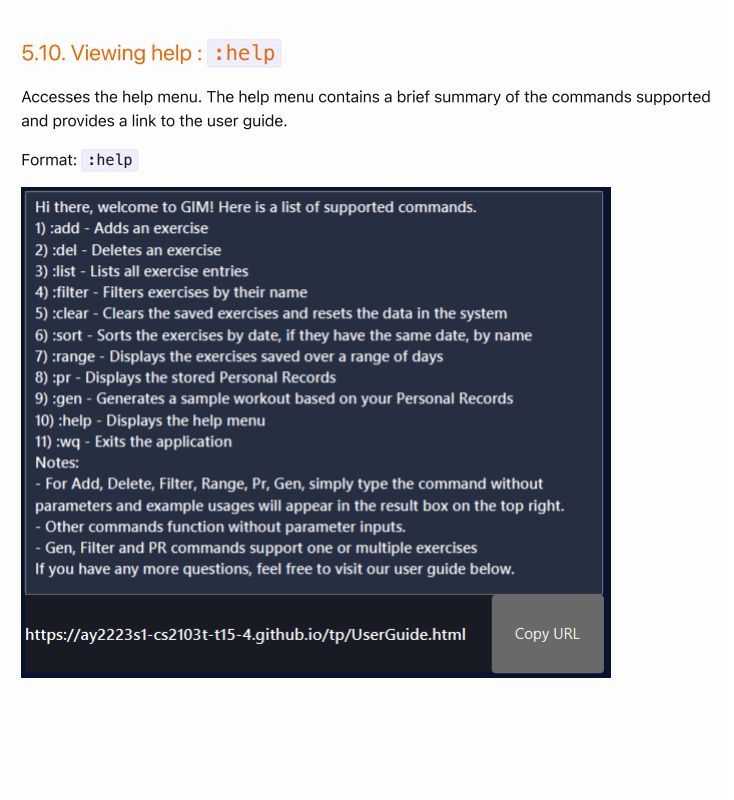 5.10. Viewing help : :help
Accesses the help menu. The help menu contains a brief summary of the commands supported
and provides a link to the user guide.
Format: :help
Hi there, welcome to GIM! Here is a list of supported commands.
1) :add - Adds an exercise
2) :del - Deletes an exercise
3) :list - Lists all exercise entries
4) :filter - Filters exercises by their name
5) :clear - Clears the saved exercises and resets the data in the system
6) :sort - Sorts the exercises by date, if they have the same date, by name
7) :range - Displays the exercises saved over a range of days
8) :pr - Displays the stored Personal Records
9) :gen - Generates a sample workout based on your Personal Records
10) :help - Displays the help menu
11) :wq - Exits the application
Notes:
- For Add, Delete, Filter, Range, Pr, Gen, simply type the command without
parameters and example usages will appear in the result box on the top right.
- Other commands function without parameter inputs.
- Gen, Filter and PR commands support one or multiple exercises
If you have any more questions, feel free to visit our user guide below.
https://ay2223s1-cs2103t-t15-4.github.io/tp/UserGuide.html
Copy URL